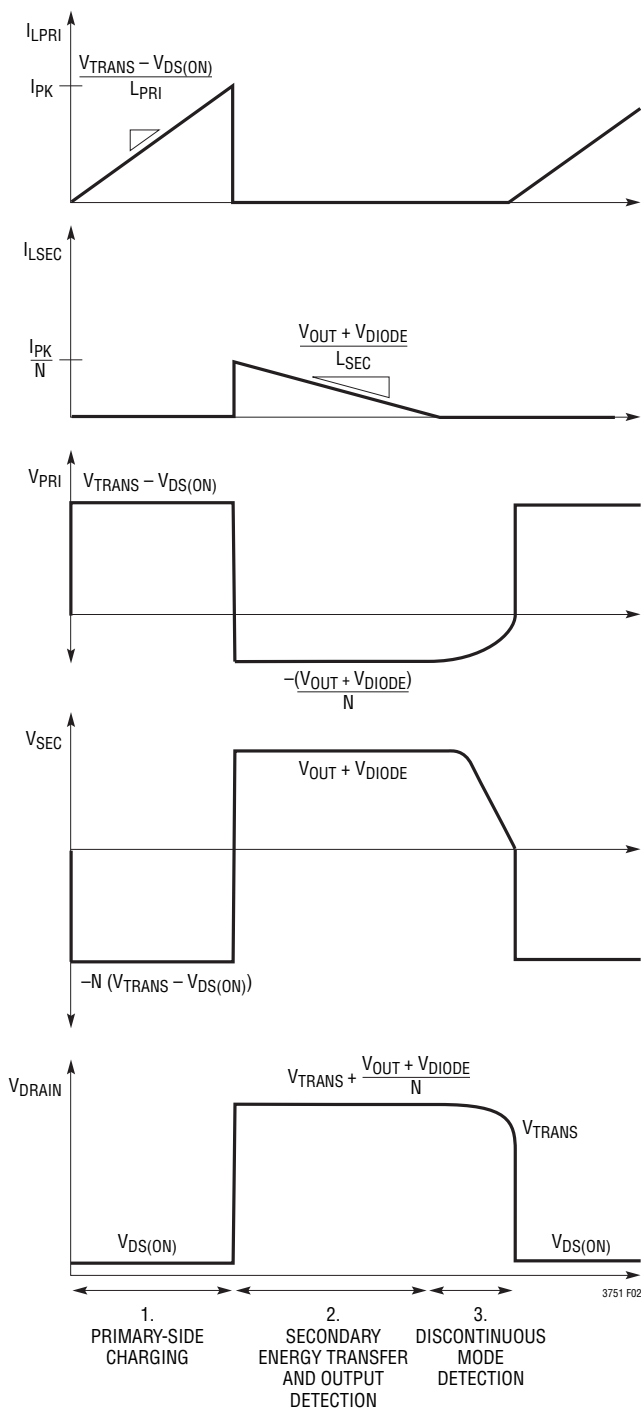 ILPRI
VTRANS – VDS(ON)
LPRI
IPK
ILSEC
IPK
N
VOUT + VDIODE
LSEC
VPRI
VTRANS – VDS(ON)
–(VOUT + VDIODE)
N
VSEC
VOUT + VDIODE
–N (VTRANS – VDS(ON))
VDRAIN
VTRANS + VOUT + VDIODE
N
VTRANS
VDS(ON)
VDS(ON)
3751 F02
1.
PRIMARY-SIDE
CHARGING
2.
SECONDARY
ENERGY TRANSFER
AND OUTPUT
DETECTION
3.
DISCONTINUOUS
MODE
DETECTION